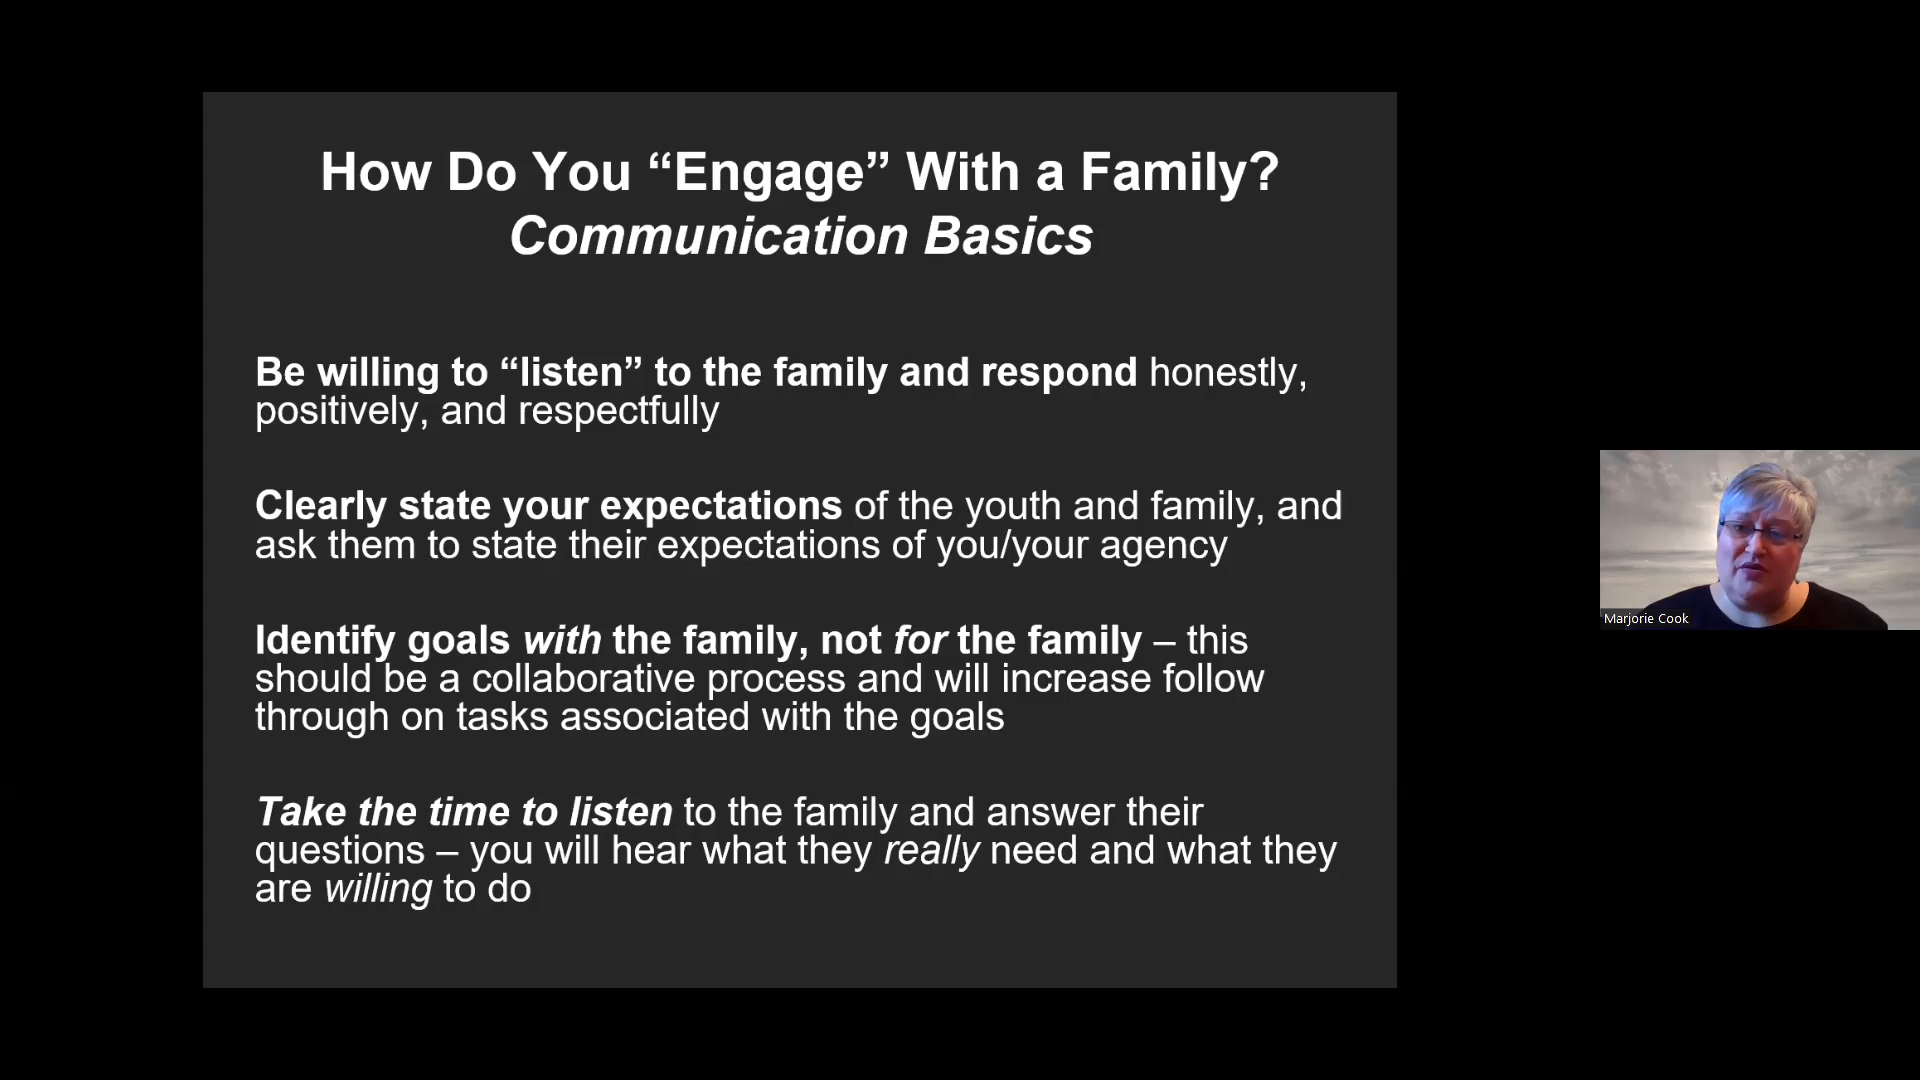 How Do You “Engage” With a Family?
Communication Basics
Be willing to “listen” to the family and respond honestly,
positively, and respectfully
Clearly state your expectations of the youth and family, and
ask them to state their expectations of you/your agency
Identify goals with the family, not for the family – this
should be a collaborative process and will increase follow
through on tasks associated with the goals
Take the time to listen to the family and answer their
questions – you will hear what they really need and what they
are willing to do
Marjorie Cook